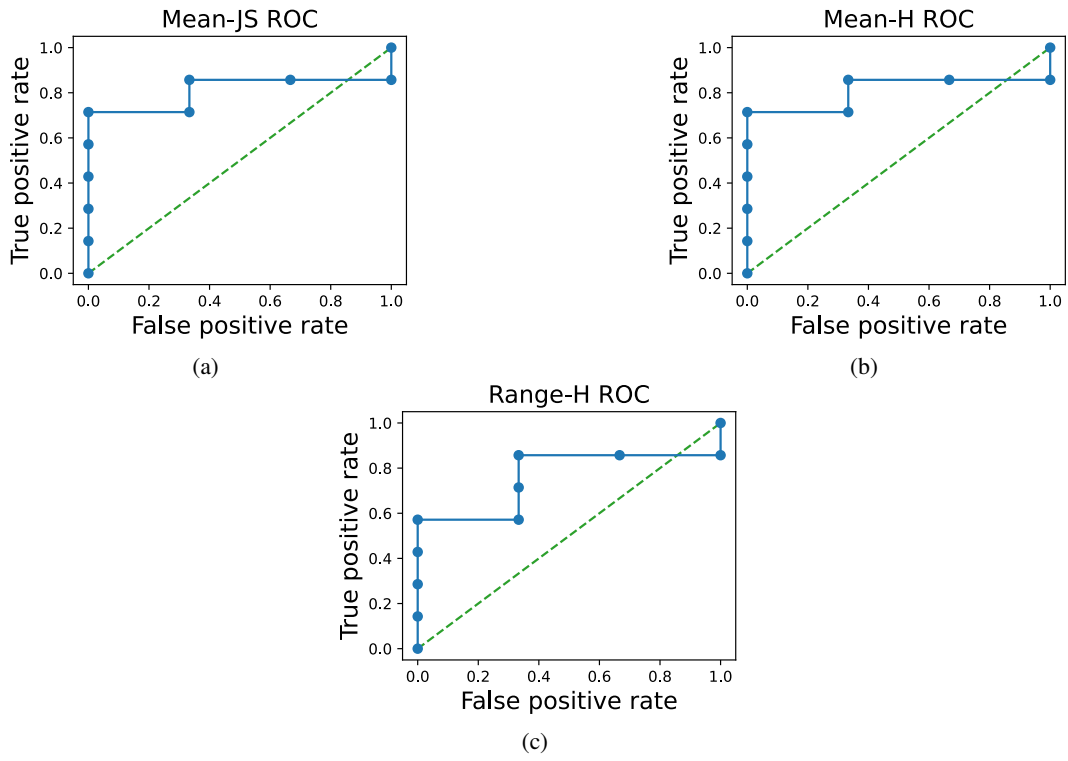 Mean-JS ROC
1.0
0.8
0.6
0.4
0.2
0.0
True positive rate
0.0 0.2 0.4 0.6 0.8 1.0
False positive rate
(a)
Mean-H ROC
1.0
0.8
0.6
0.4
0.2
0.0
True positive rate
0.0 0.2 0.4 0.6 0.8 1.0
False positive rate
(b)
Range-H ROC
1.0
0.8
0.6
0.4
0.2
0.0
True positive rate
0.0 0.2 0.4 0.6 0.8 1.0
False positive rate
(c)